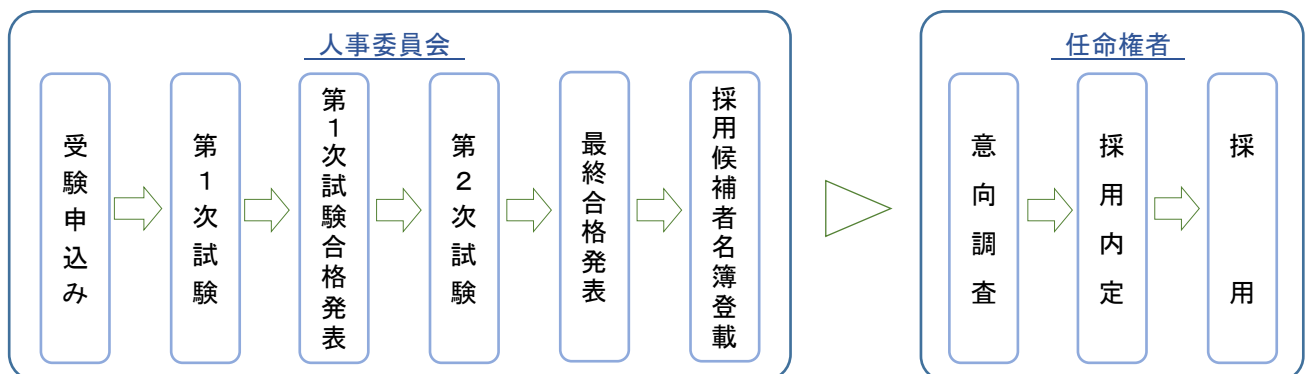 人事委員会
受験申込み
第１次試験
第１次試験合格発表
第２次試験
最終合格発表
採用候補者名簿登載
任命権者
意向調査
採用内定
採用